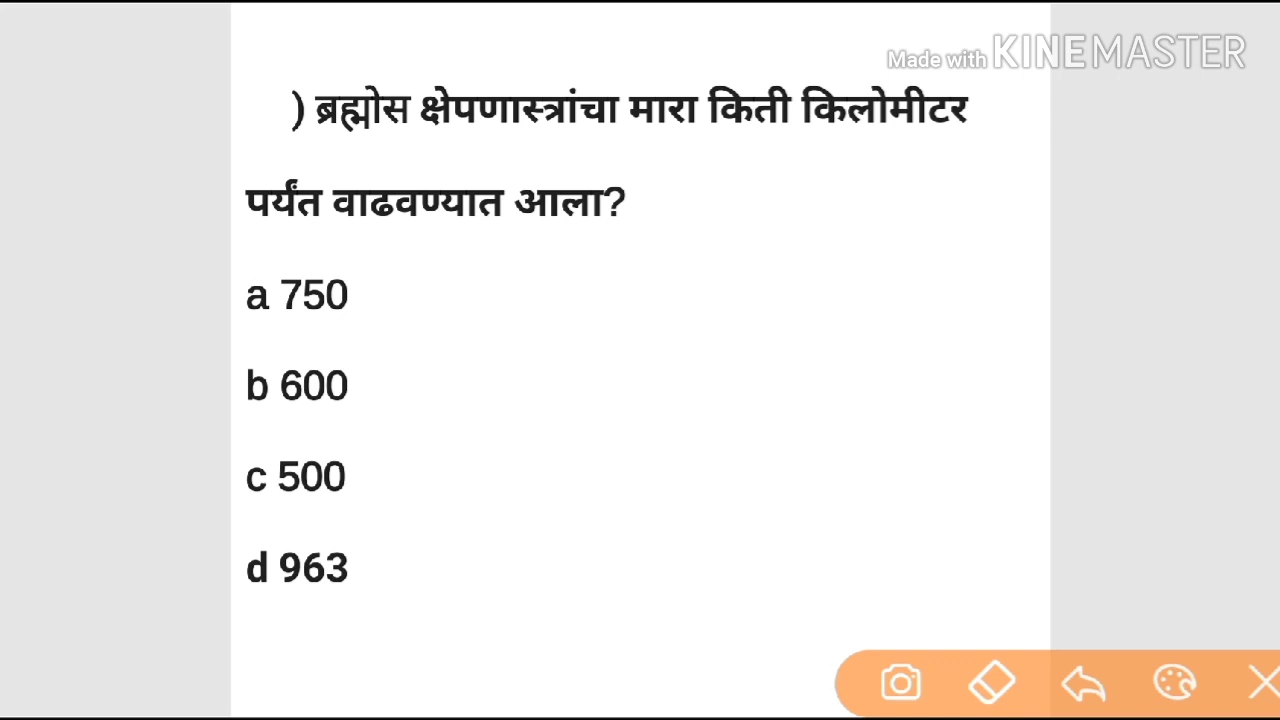 Made with KINEMASTER
) ब्रह्मोस क्षेपणास्त्रांचा मारा किती किलोमीटर
पर्यंत वाढवण्यात आला?
a 750
b 600
c 500
d 963